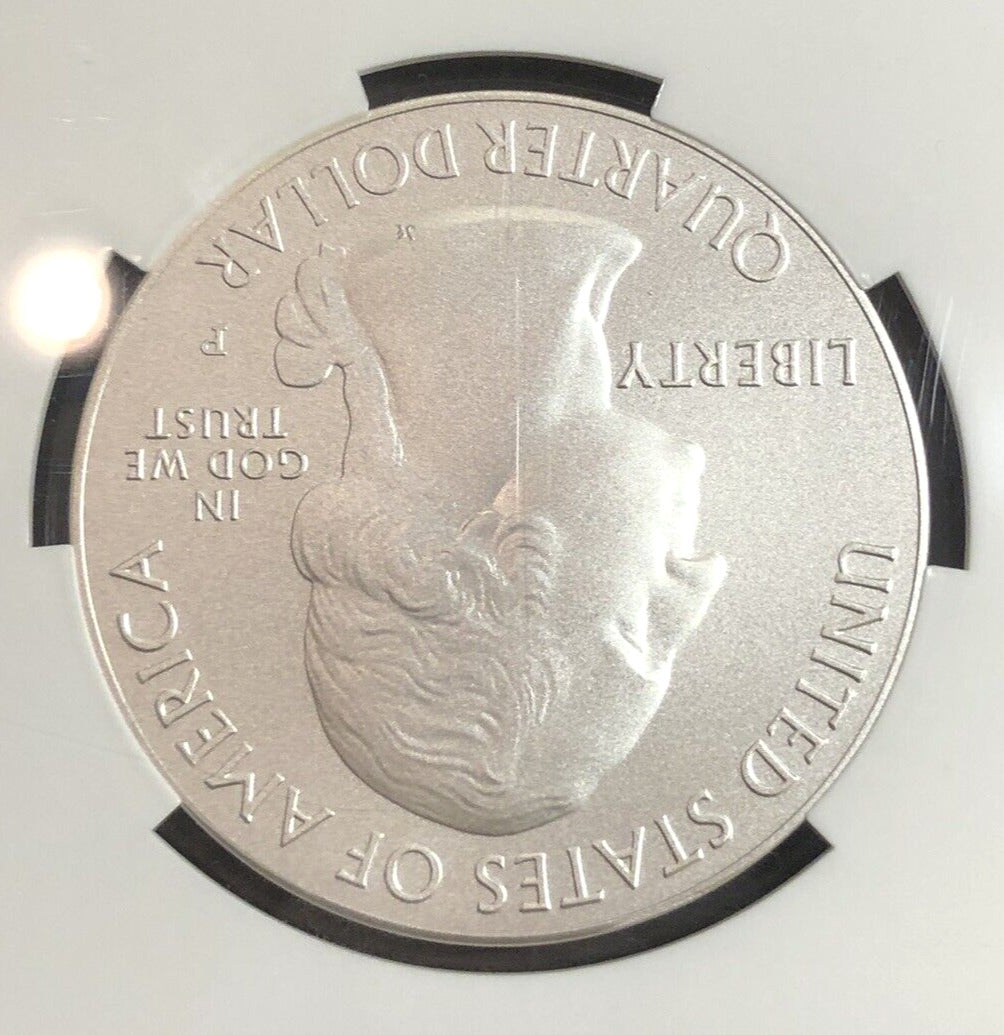 UNITED STATES OF AMERICA
LIBERTY
IN
GOD WE
TRUST
P
QUARTER DOLLAR